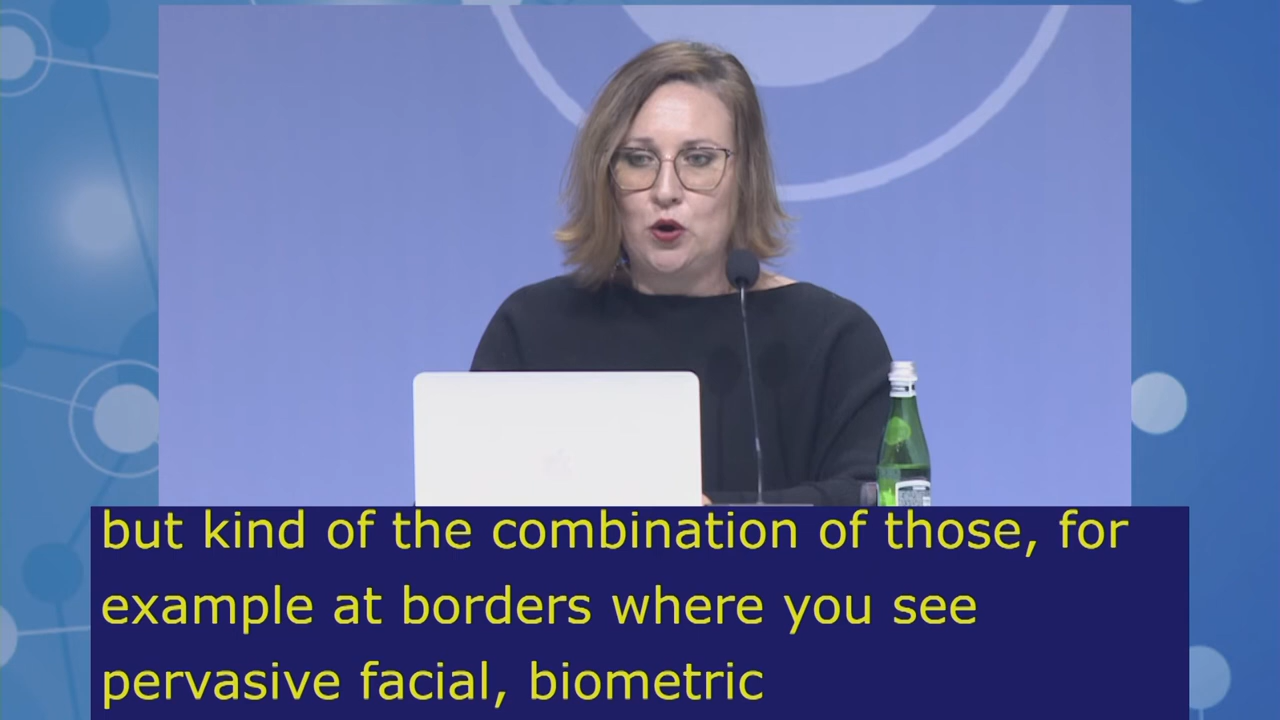 but kind of the combination of those, for
example at borders where you see
pervasive facial, biometric